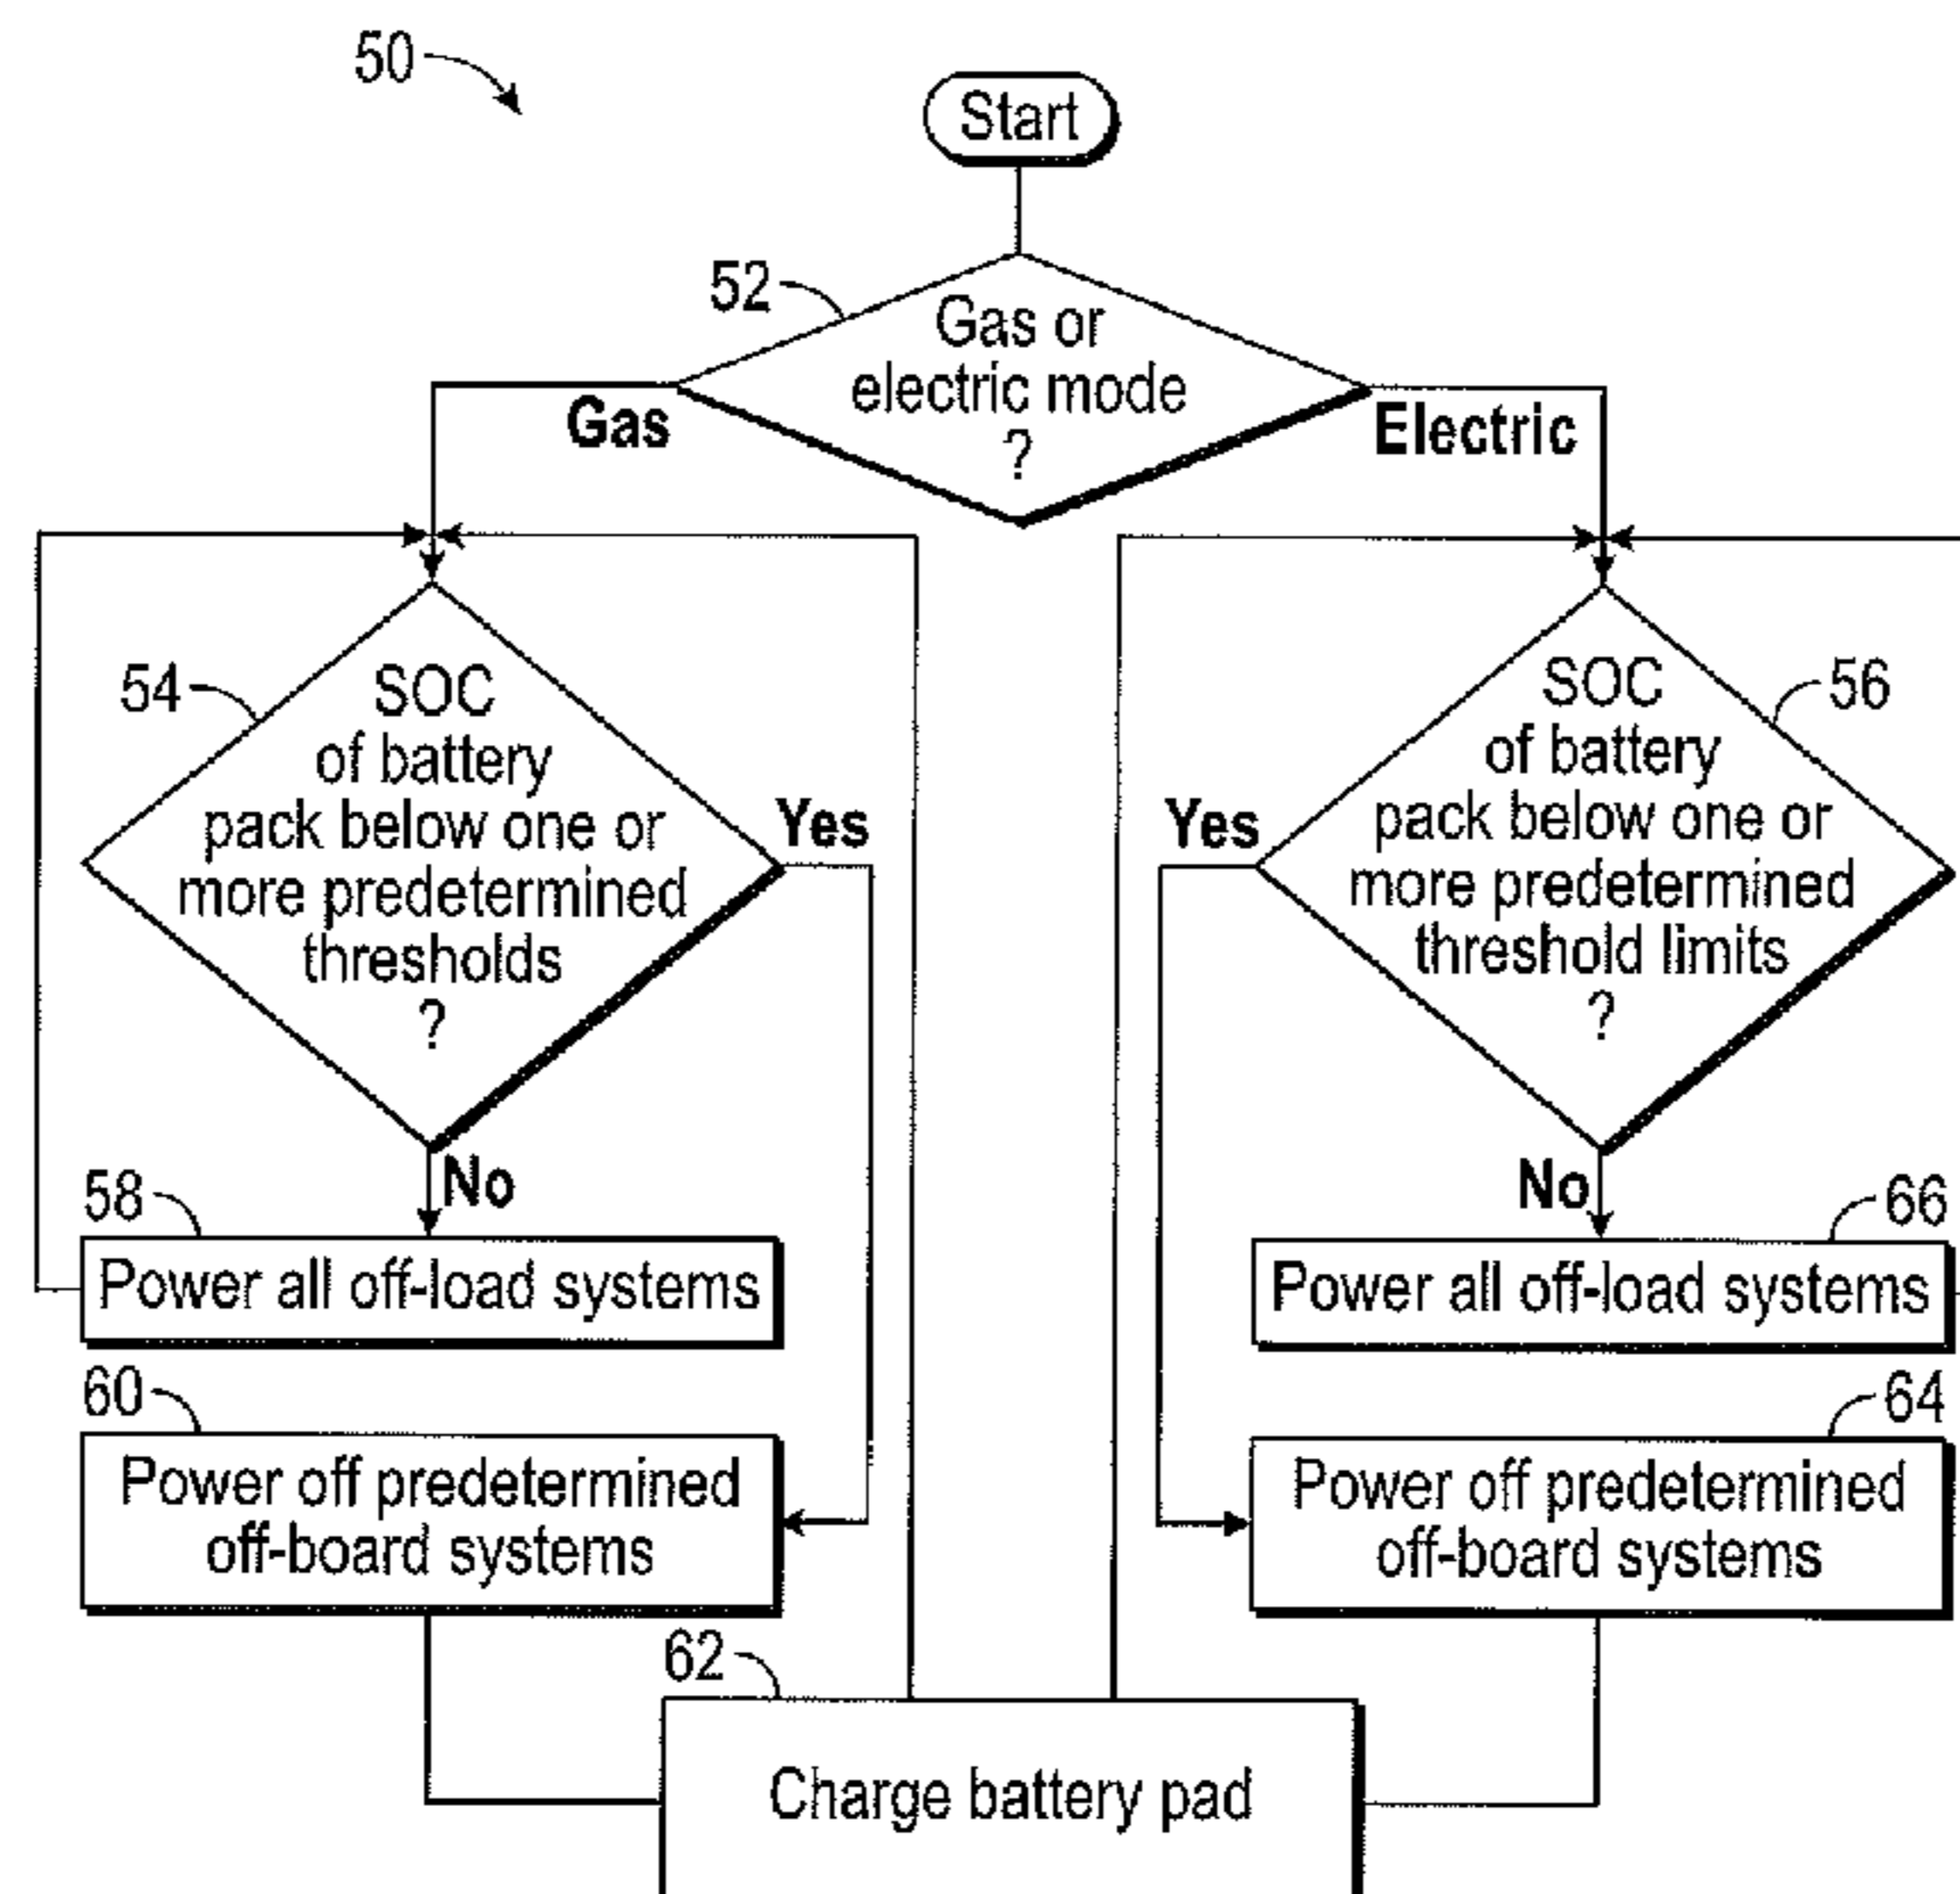 50
Start
52
Gas or
electric mode
?
Gas
Electric
54
SOC
of battery
pack below one or
more predetermined
thresholds
?
Yes
No
56
SOC
of battery
pack below one or
more predetermined
threshold limits
?
Yes
No
58
Power all off-load systems
66
Power all off-load systems
60
Power off predetermined
off-board systems
64
Power off predetermined
off-board systems
62
Charge battery pad